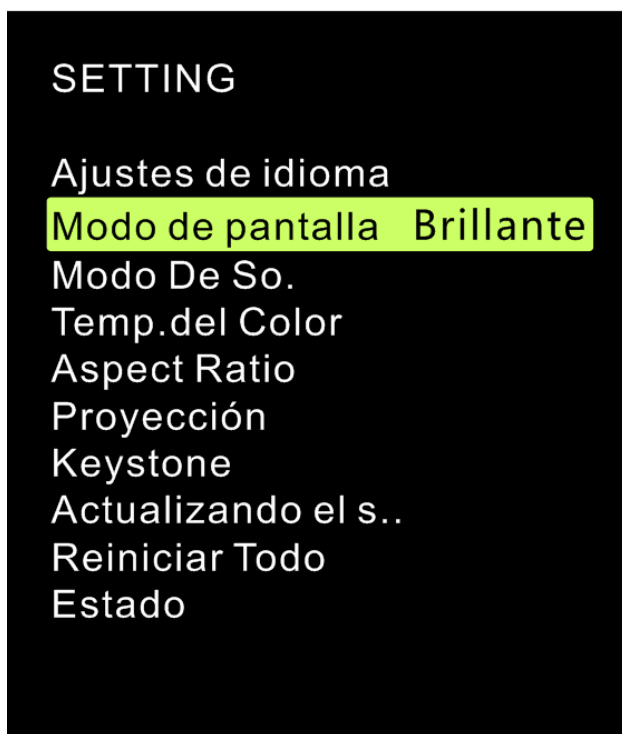 SETTING
Ajustes de idioma
Modo de pantalla Brillante
Modo De So.
Temp.del Color
Aspect Ratio
Proyección
Keystone
Actualizando el s..
Reiniciar Todo
Estado